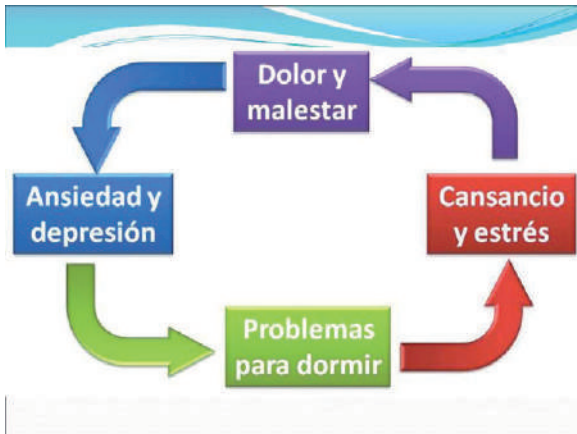 Dolor y
malestar
Ansiedad y
depresión
Cansancio
y estrés
Problemas
para dormir